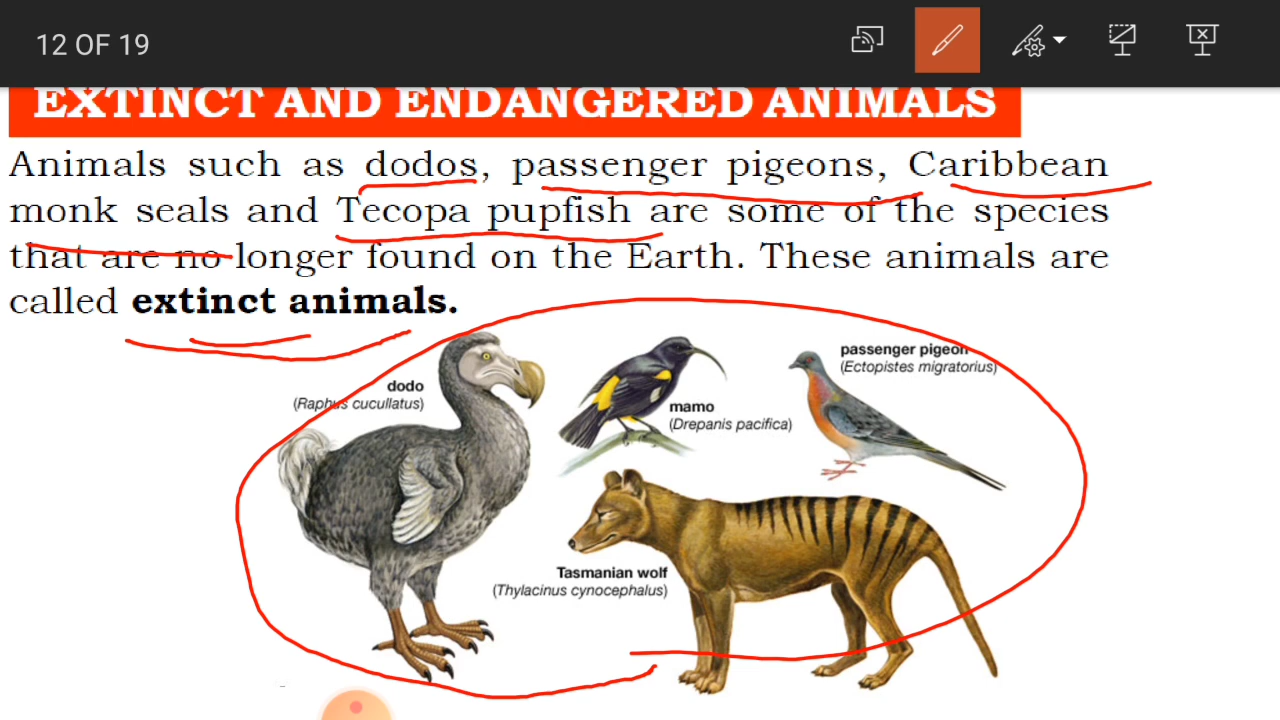 12 OF 19
EXTINCT AND ENDANGERED ANIMALS
Animals such as dodos, passenger pigeons, Caribbean
monk seals and Tecopa pupfish are some of the species
that are no longer found on the Earth. These animals are
called extinct animals.
dodo
(Raphus cucullatus)
mamo
(Drepanis pacifica)
passenger pigeon
(Ectopistes migratorius)
Tasmanian wolf
(Thylacinus cynocephalus)